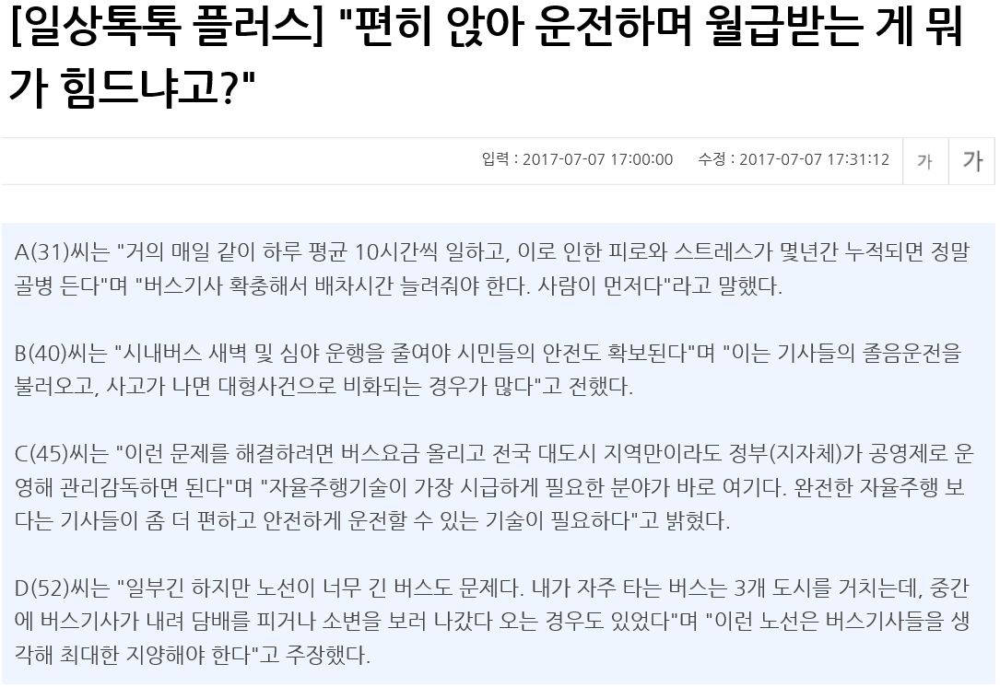 [일상톡톡 플러스] "편히 앉아 운전하며 월급받는 게 뭐
가 힘드냐고?"
입력 : 2017-07-07 17:00:00 수정 : 2017-07-07 17:31:12 가 가
A(31)씨는 "거의 매일 같이 하루 평균 10시간씩 일하고, 이로 인한 피로와 스트레스가 몇년간 누적되면 정말
골병 든다"며 "버스기사 확충해서 배차시간 늘려줘야 한다. 사람이 먼저다"라고 말했다.
B(40)씨는 "시내버스 새벽 및 심야 운행을 줄여야 시민들의 안전도 확보된다"며 "이는 기사들의 졸음운전을
불러오고, 사고가 나면 대형사건으로 비화되는 경우가 많다"고 전했다.
C(45)씨는 "이런 문제를 해결하려면 버스요금 올리고 전국 대도시 지역만이라도 정부(지자체)가 공영제로 운
영해 관리감독하면 된다"며 "자율주행기술이 가장 시급하게 필요한 분야가 바로 여기다. 완전한 자율주행 보
다는 기사들이 좀 더 편하고 안전하게 운전할 수 있는 기술이 필요하다"고 밝혔다.
D(52)씨는 "일부긴 하지만 노선이 너무 긴 버스도 문제다. 내가 자주 타는 버스는 3개 도시를 거치는데, 중간
에 버스기사가 내려 담배를 피거나 소변을 보러 나갔다 오는 경우도 있었다"며 "이런 노선은 버스기사들을 생
각해 최대한 지양해야 한다"고 주장했다.